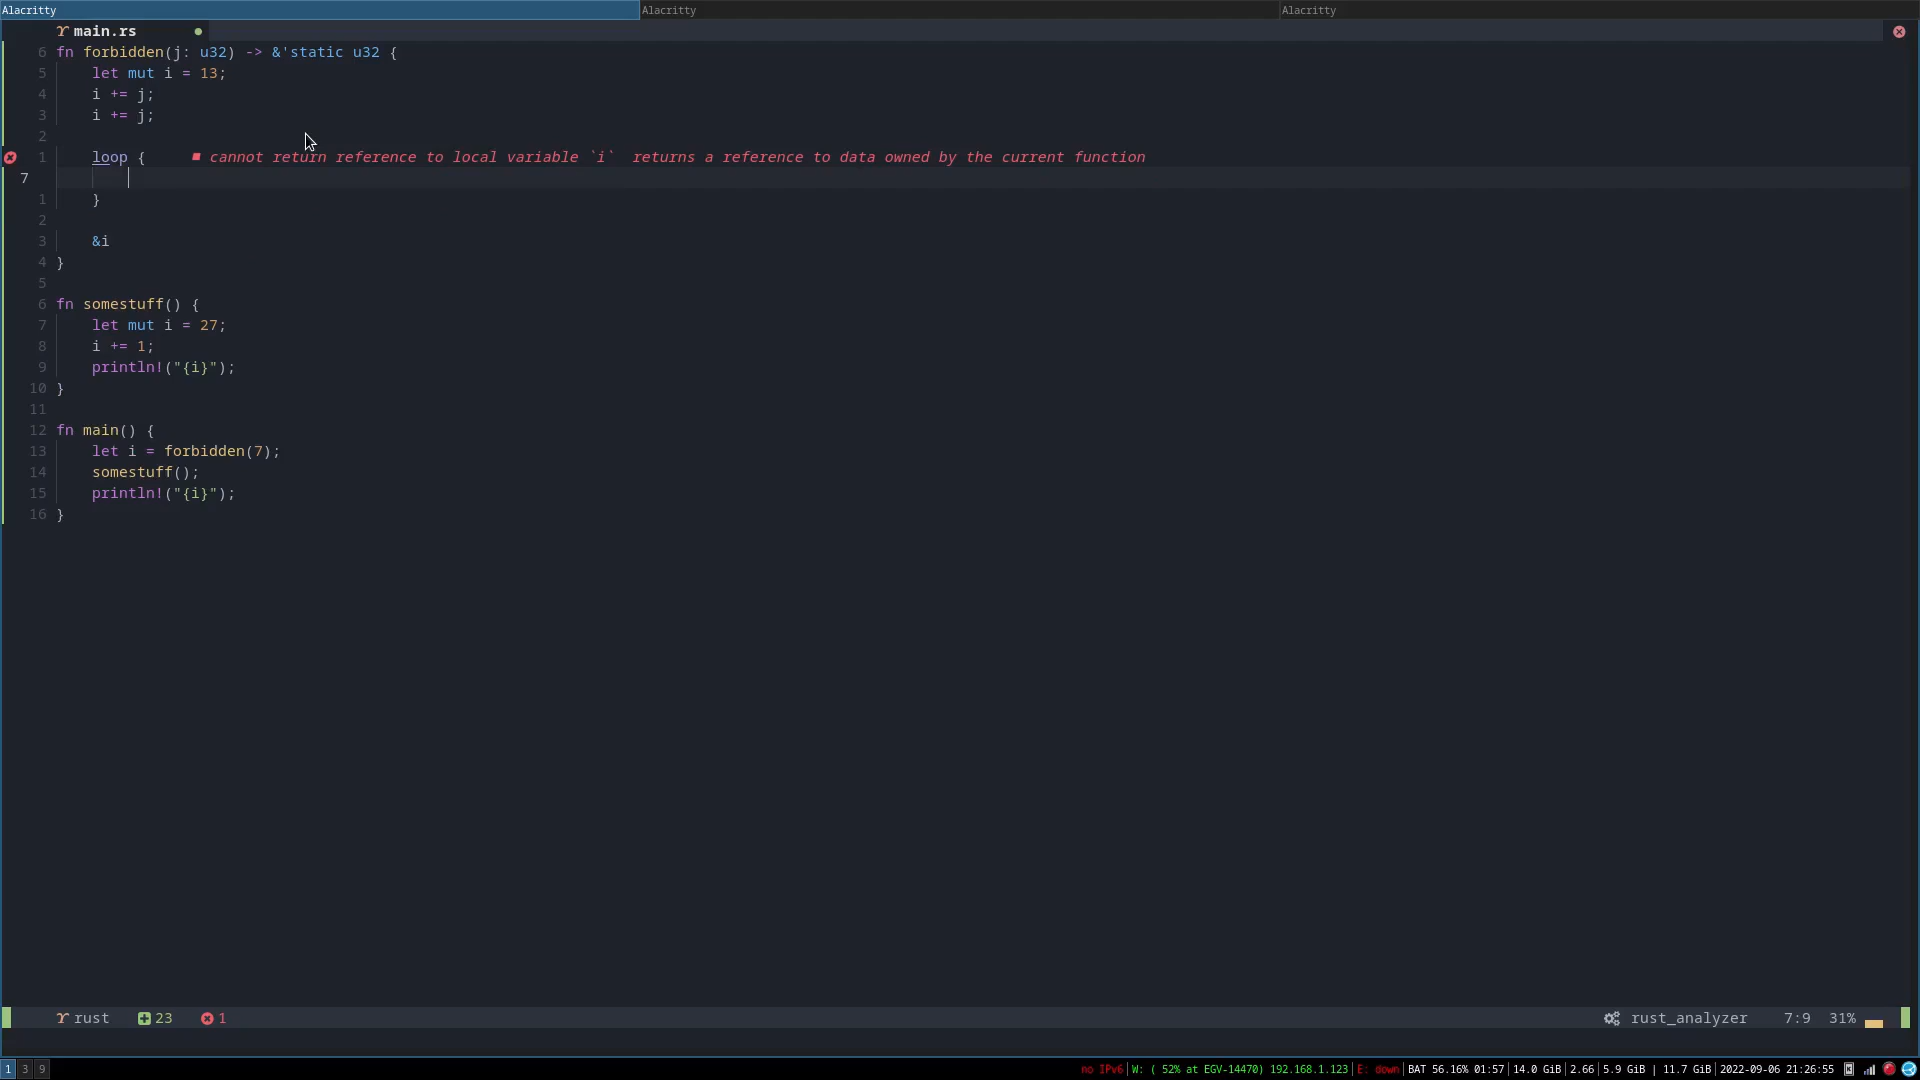 Alacritty Alacritty Alacritty
main.rs
6 fn forbidden(j: u32) -> &'static u32 {
5     let mut i = 13;
4     i += j;
3     i += j;
2
1     loop { ■ cannot return reference to local variable `i`  returns a reference to data owned by the current function
7
1     }
2
3     &i
4 }
5
6 fn somestuff() {
7     let mut i = 27;
8     i += 1;
9     println!("{i}");
10 }
11
12 fn main() {
13     let i = forbidden(7);
14     somestuff();
15     println!("{i}");
16 }
rust 23 1 rust_analyzer 7:9 31%
1 3 9 no IPv6|W: ( 52% at EGV-14470) 192.168.1.123|E: down|BAT 56.16% 01:57|14.0 GiB|2.66|5.9 GiB | 11.7 GiB|2022-09-06 21:26:55